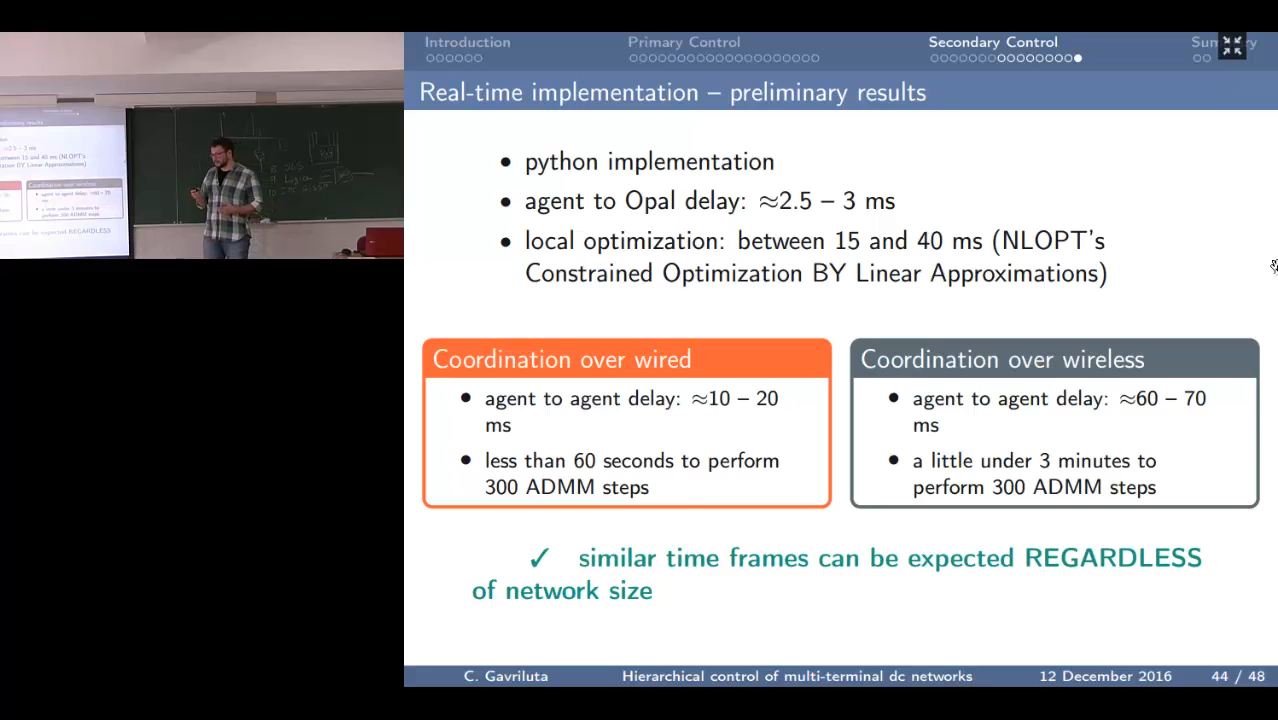 Introduction
Primary Control
Secondary Control
Real-time implementation – preliminary results
• python implementation
• agent to Opal delay: ≈2.5 – 3 ms
• local optimization: between 15 and 40 ms (NLOPT's
Constrained Optimization BY Linear Approximations)
Coordination over wired
• agent to agent delay: ≈10 – 20
ms
• less than 60 seconds to perform
300 ADMM steps
Coordination over wireless
• agent to agent delay: ≈60 – 70
ms
• a little under 3 minutes to
perform 300 ADMM steps
✓ similar time frames can be expected REGARDLESS
of network size
C. Gavriluta
Hierarchical control of multi-terminal dc networks
12 December 2016
44 / 48